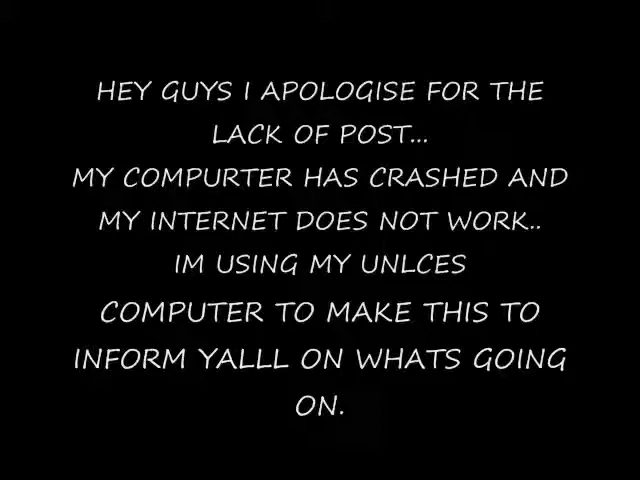 HEY GUYS I APOLOGISE FOR THE
LACK OF POST...
MY COMPURTER HAS CRASHED AND
MY INTERNET DOES NOT WORK..
IM USING MY UNLCES
COMPUTER TO MAKE THIS TO
INFORM YALLL ON WHATS GOING
ON.